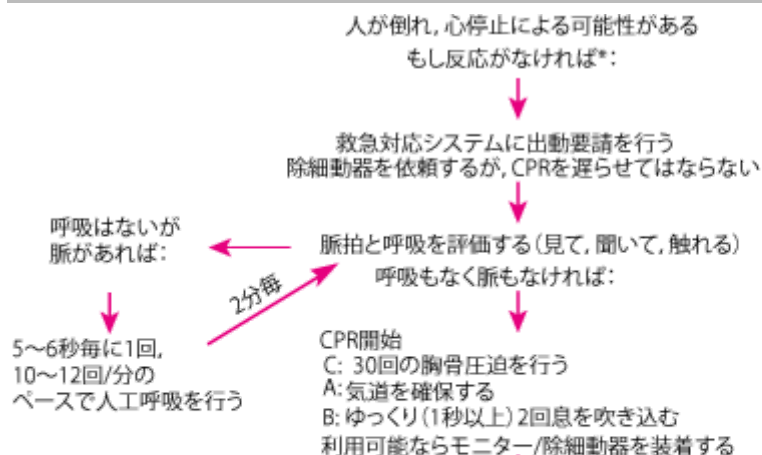 人が倒れ，心停止による可能性がある
もし反応がなければ*：
救急対応システムに出動要請を行う
除細動器を依頼するが，CPRを遅らせてはならない
呼吸はないが
脈があれば：
脈拍と呼吸を評価する（見て，聞いて，触れる）
呼吸もなく脈もなければ：
2分毎
5〜6秒毎に1回，
10〜12回/分の
ペースで人工呼吸を行う
CPR開始
C: 30回の胸骨圧迫を行う
A: 気道を確保する
B: ゆっくり（1秒以上）2回息を吹き込む
利用可能ならモニター/除細動器を装着する